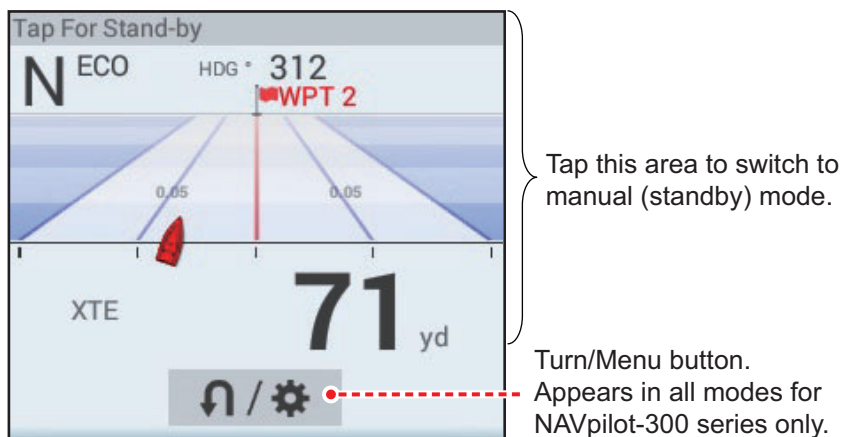 Tap For Stand-by
N ECO HDG ° 312
WPT 2
0.05 0.05
XTE 71 yd
/
Tap this area to switch to
manual (standby) mode.
Turn/Menu button.
Appears in all modes for
NAVpilot-300 series only.